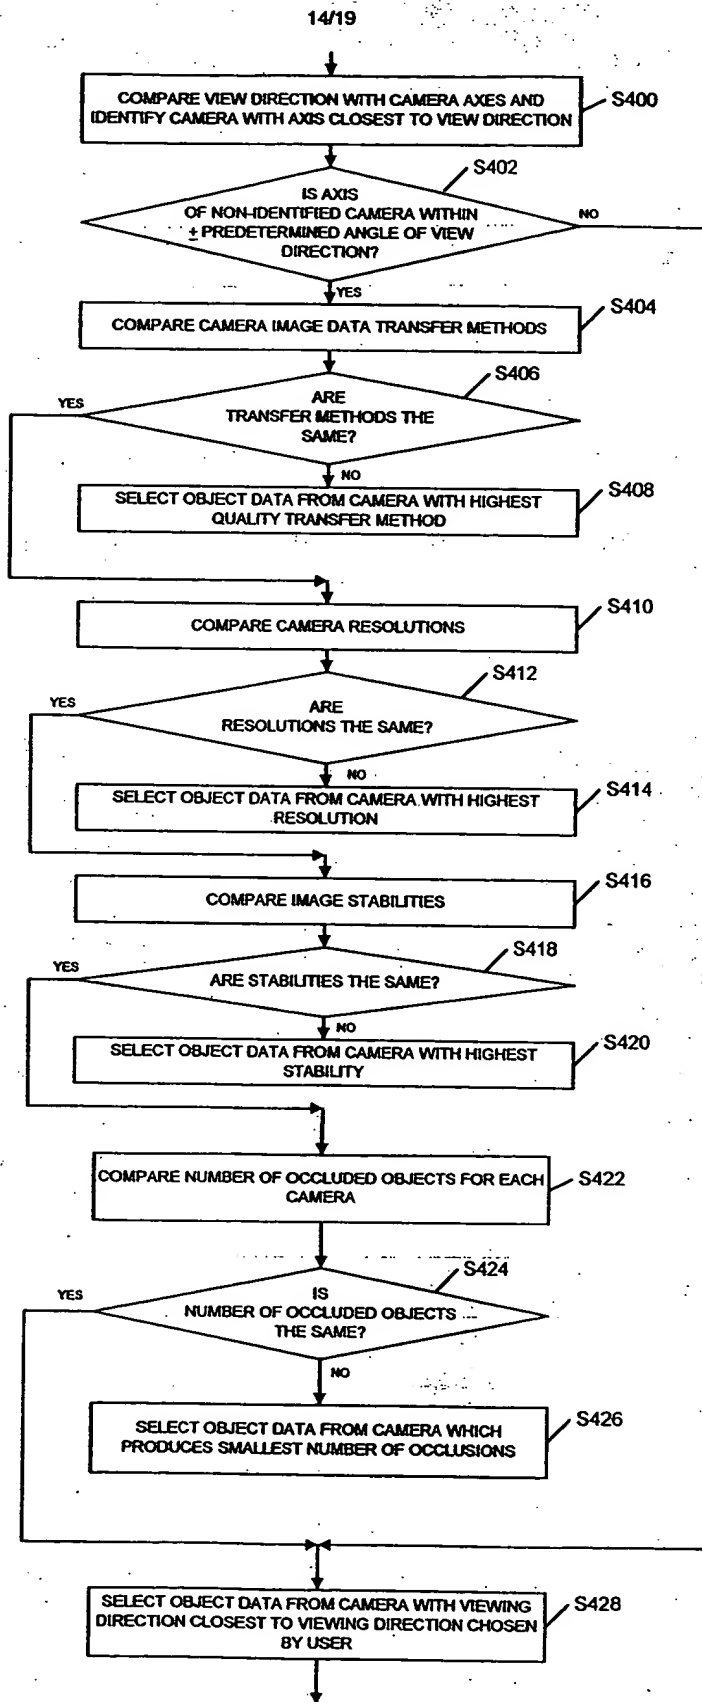 14/19
COMPARE VIEW DIRECTION WITH CAMERA AXES AND
IDENTIFY CAMERA WITH AXIS CLOSEST TO VIEW DIRECTION
S400
S402
IS AXIS
OF NON-IDENTIFIED CAMERA WITHIN
± PREDETERMINED ANGLE OF VIEW
DIRECTION?
NO
YES
COMPARE CAMERA IMAGE DATA TRANSFER METHODS
S404
S406
YES
ARE
TRANSFER METHODS THE
SAME?
NO
SELECT OBJECT DATA FROM CAMERA WITH HIGHEST
QUALITY TRANSFER METHOD
S408
COMPARE CAMERA RESOLUTIONS
S410
S412
YES
ARE
RESOLUTIONS THE SAME?
NO
SELECT OBJECT DATA FROM CAMERA WITH HIGHEST
RESOLUTION
S414
COMPARE IMAGE STABILITIES
S416
S418
YES
ARE STABILITIES THE SAME?
NO
SELECT OBJECT DATA FROM CAMERA WITH HIGHEST
STABILITY
S420
COMPARE NUMBER OF OCCLUDED OBJECTS FOR EACH
CAMERA
S422
S424
YES
IS
NUMBER OF OCCLUDED OBJECTS
THE SAME?
NO
SELECT OBJECT DATA FROM CAMERA WHICH
PRODUCES SMALLEST NUMBER OF OCCLUSIONS
S426
SELECT OBJECT DATA FROM CAMERA WITH VIEWING
DIRECTION CLOSEST TO VIEWING DIRECTION CHOSEN
BY USER
S428